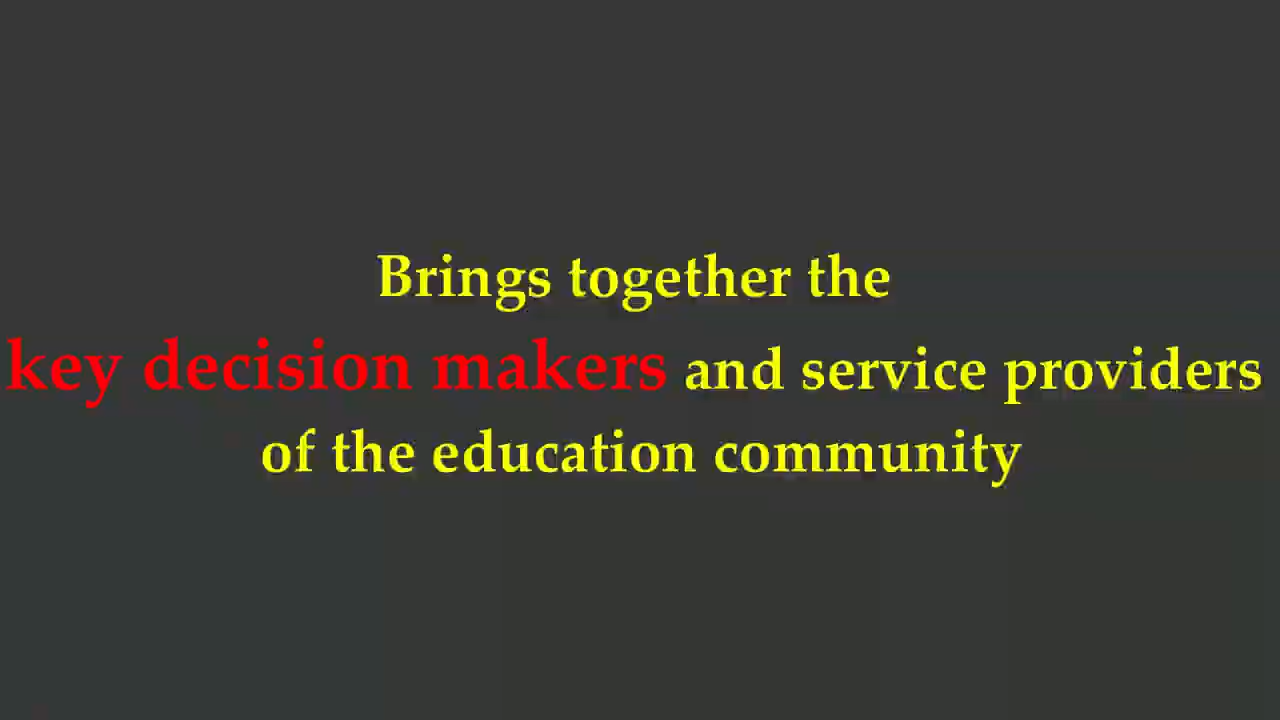 Brings together the
key decision makers and service providers
of the education community